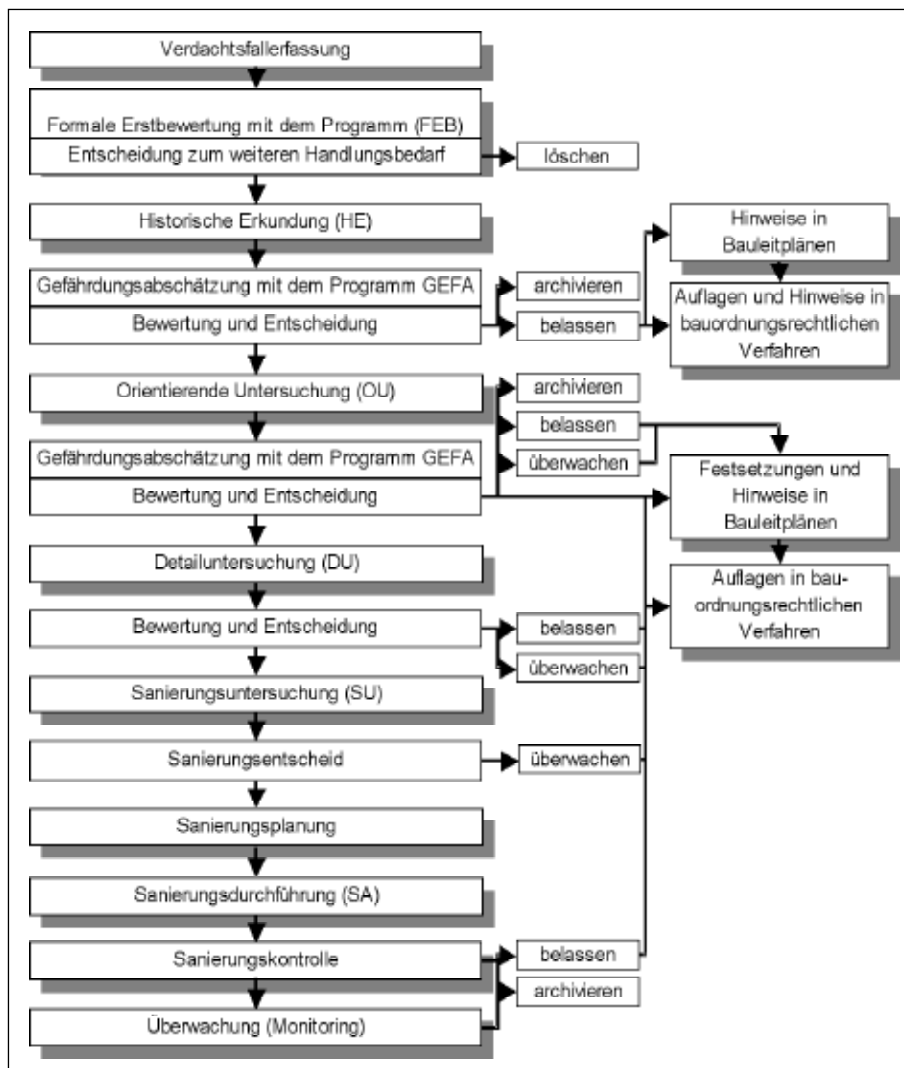 Verdachtsfallerfassung
Formale Erstbewertung mit dem Programm (FEB)
Entscheidung zum weiteren Handlungsbedarf
löschen
Historische Erkundung (HE)
Hinweise in
Bauleitplänen
Gefährdungsabschätzung mit dem Programm GEFA
archivieren
Bewertung und Entscheidung
belassen
Auflagen und Hinweise in
bauordnungsrechtlichen
Verfahren
Orientierende Untersuchung (OU)
archivieren
belassen
Gefährdungsabschätzung mit dem Programm GEFA
überwachen
Bewertung und Entscheidung
Festsetzungen und
Hinweise in
Bauleitplänen
Detailuntersuchung (DU)
Auflagen in bau-
ordnungsrechtlichen
Verfahren
Bewertung und Entscheidung
belassen
überwachen
Sanierungsuntersuchung (SU)
Sanierungsentscheid
überwachen
Sanierungsplanung
Sanierungsdurchführung (SA)
Sanierungskontrolle
belassen
archivieren
Überwachung (Monitoring)